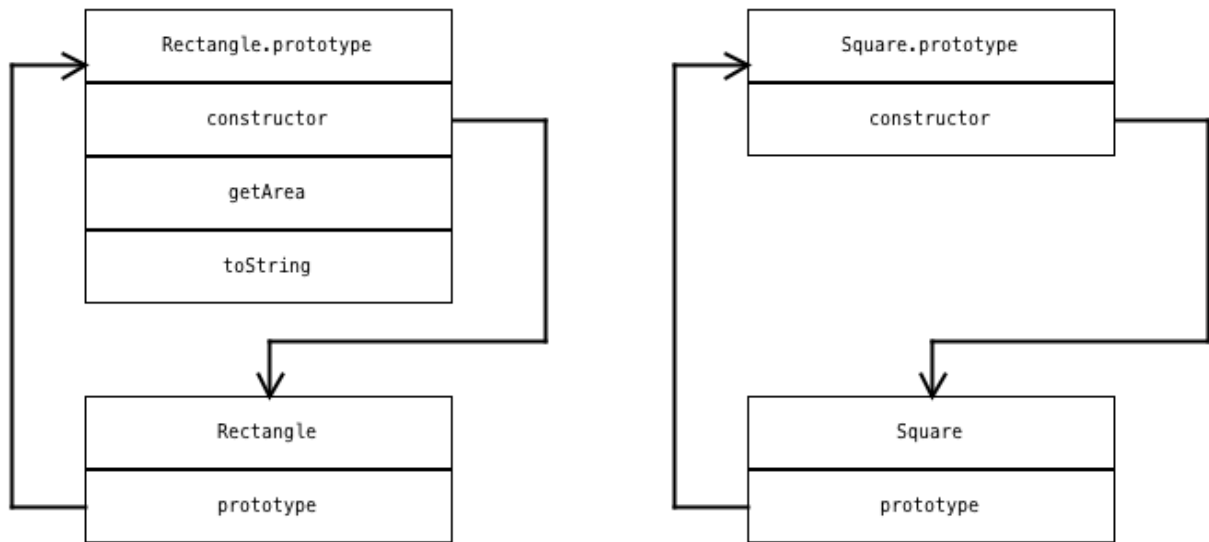 Rectangle.prototype
constructor
getArea
toString
Rectangle
prototype
Square.prototype
constructor
Square
prototype